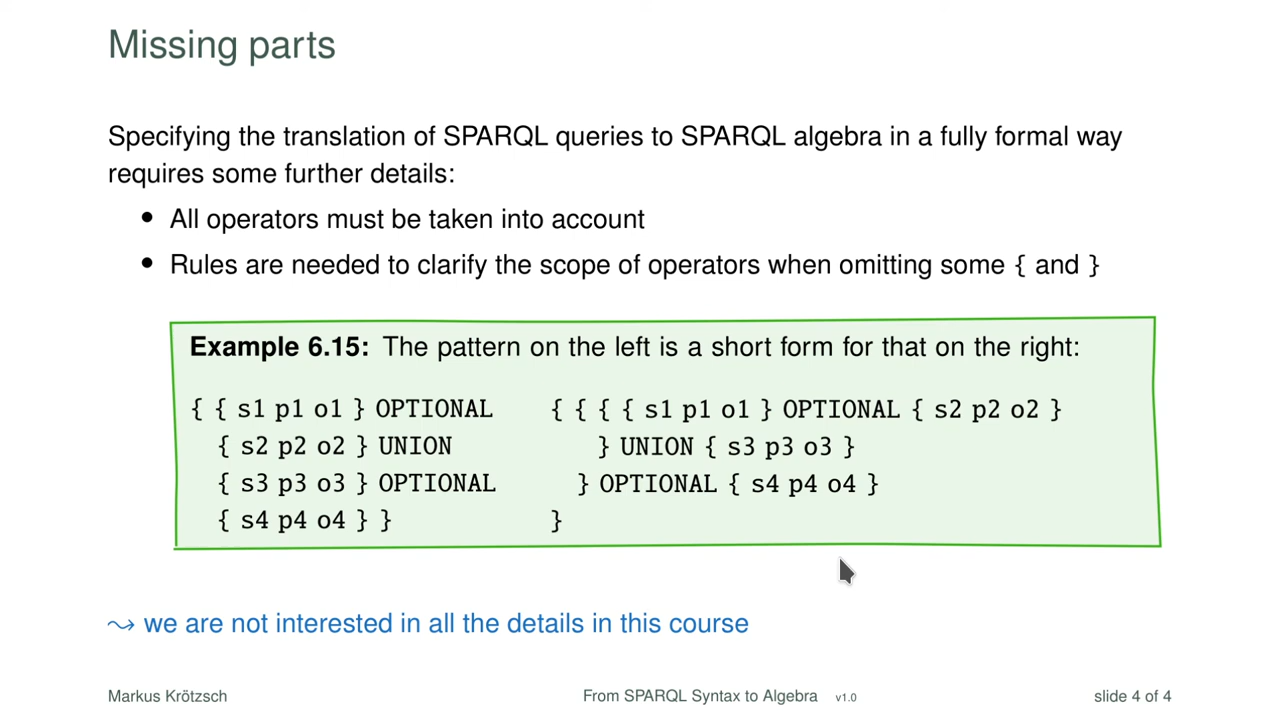 Missing parts
Specifying the translation of SPARQL queries to SPARQL algebra in a fully formal way
requires some further details:
• All operators must be taken into account
• Rules are needed to clarify the scope of operators when omitting some { and }
Example 6.15: The pattern on the left is a short form for that on the right:
{ { s1 p1 o1 } OPTIONAL
{ s2 p2 o2 } UNION
{ s3 p3 o3 } OPTIONAL
{ s4 p4 o4 } }
{ { { { s1 p1 o1 } OPTIONAL { s2 p2 o2 }
} UNION { s3 p3 o3 }
} OPTIONAL { s4 p4 o4 }
}
⤳ we are not interested in all the details in this course
Markus Krötzsch
From SPARQL Syntax to Algebra v1.0
slide 4 of 4